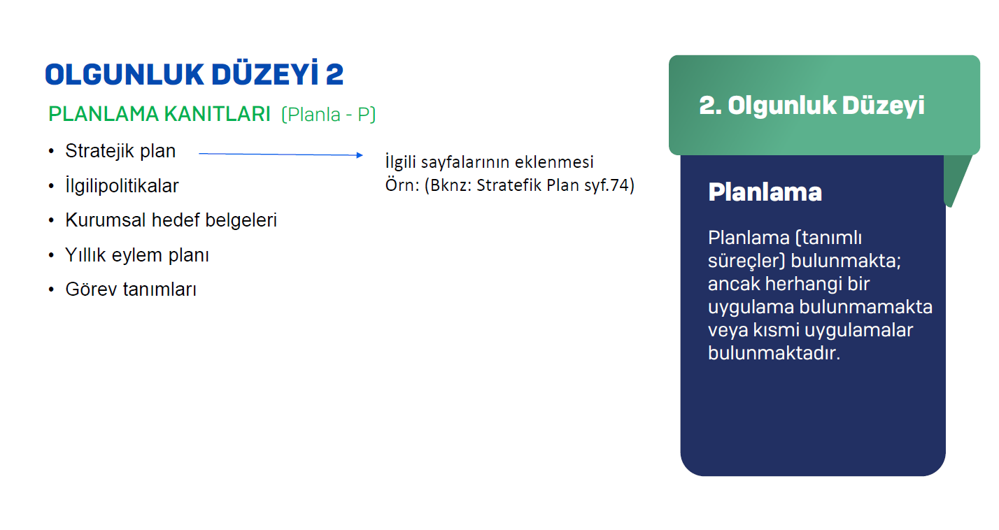 OLGUNLUK DÜZEYİ 2
PLANLAMA KANITLARI (Planla - P)
• Stratejik plan
İlgili sayfalarının eklenmesi
Örn: (Bknz: Stratefik Plan syf.74)
• İlgilipolitikalar
• Kurumsal hedef belgeleri
• Yıllık eylem planı
• Görev tanımları
2. Olgunluk Düzeyi
Planlama
Planlama (tanımlı
süreçler) bulunmakta;
ancak herhangi bir
uygulama bulunmamakta
veya kısmi uygulamalar
bulunmaktadır.